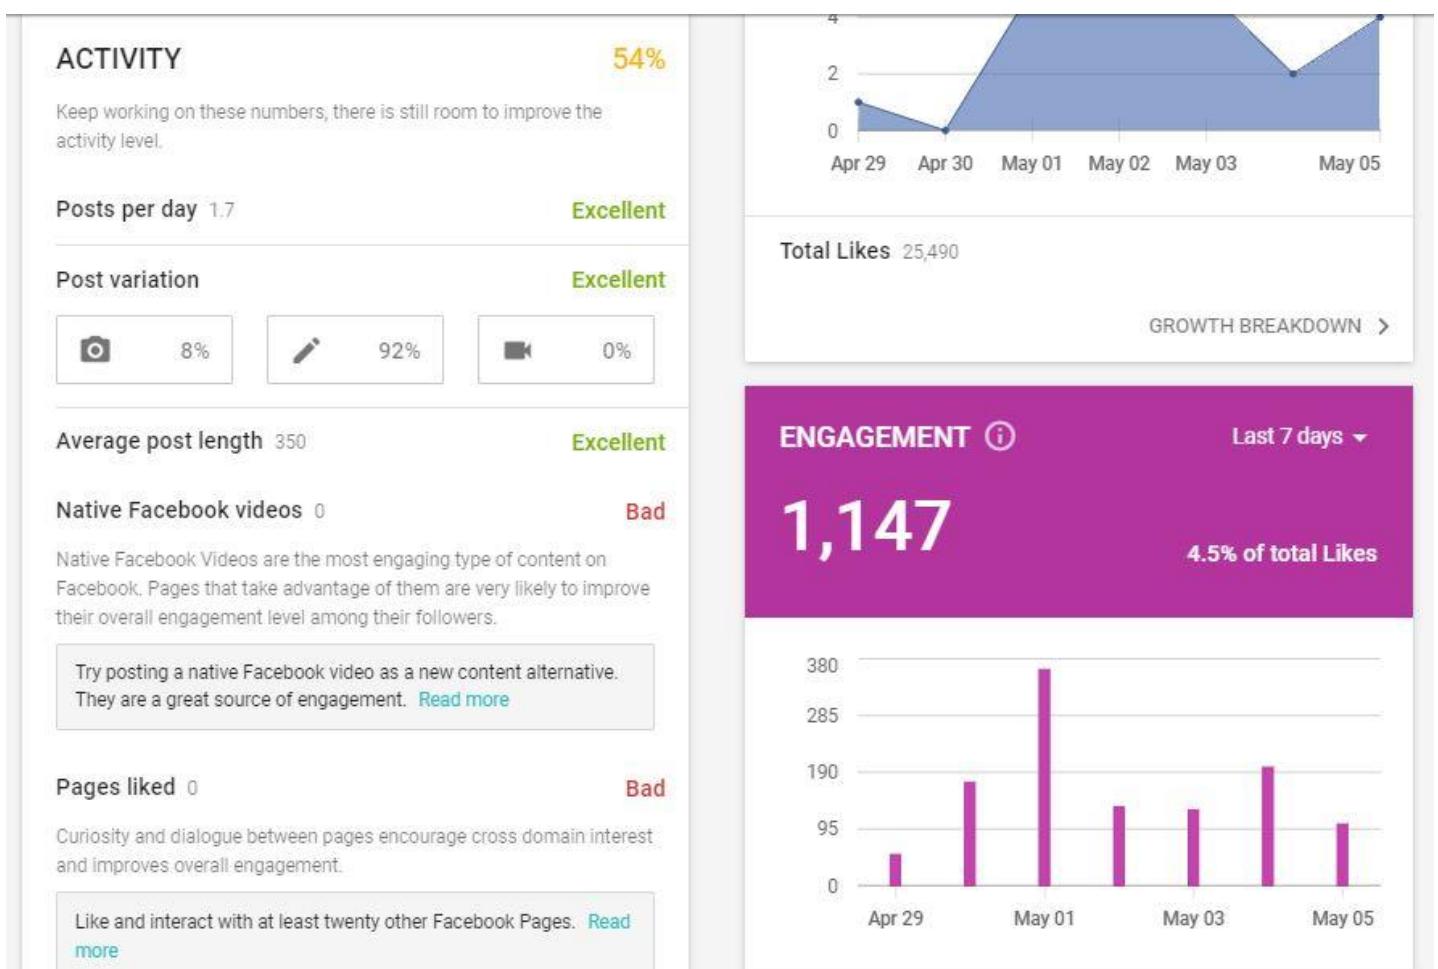 ACTIVITY 54%
Keep working on these numbers, there is still room to improve the
activity level.
Posts per day 1.7 Excellent
Post variation Excellent
8% 92% 0%
Average post length 350 Excellent
Native Facebook videos 0 Bad
Native Facebook Videos are the most engaging type of content on
Facebook. Pages that take advantage of them are very likely to improve
their overall engagement level among their followers.
Try posting a native Facebook video as a new content alternative.
They are a great source of engagement. Read more
Pages liked 0 Bad
Curiosity and dialogue between pages encourage cross domain interest
and improves overall engagement.
Like and interact with at least twenty other Facebook Pages. Read
more
4
2
0
Apr 29 Apr 30 May 01 May 02 May 03 May 05
Total Likes 25,490
GROWTH BREAKDOWN
ENGAGEMENT Last 7 days
1,147
4.5% of total Likes
380
285
190
95
0
Apr 29 May 01 May 03 May 05